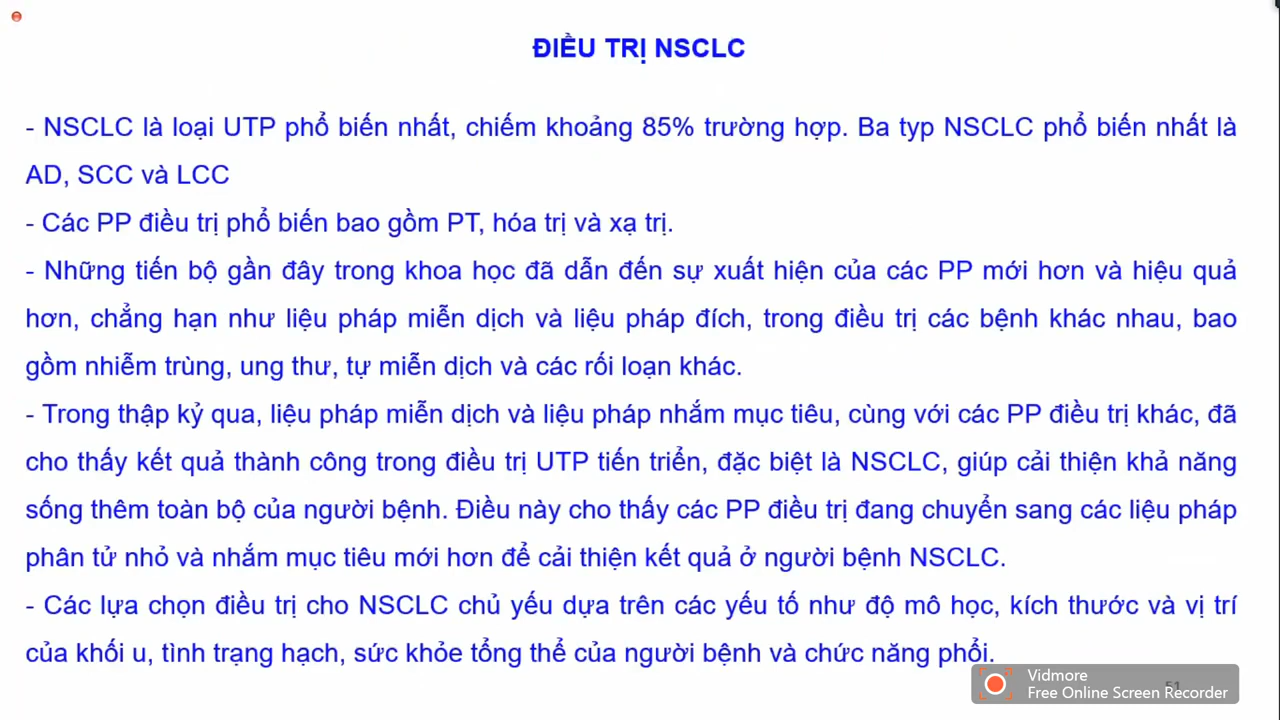 ĐIỀU TRỊ NSCLC
- NSCLC là loại UTP phổ biến nhất, chiếm khoảng 85% trường hợp. Ba typ NSCLC phổ biến nhất là
AD, SCC và LCC
- Các PP điều trị phổ biến bao gồm PT, hóa trị và xạ trị.
- Những tiến bộ gần đây trong khoa học đã dẫn đến sự xuất hiện của các PP mới hơn và hiệu quả
hơn, chẳng hạn như liệu pháp miễn dịch và liệu pháp đích, trong điều trị các bệnh khác nhau, bao
gồm nhiễm trùng, ung thư, tự miễn dịch và các rối loạn khác.
- Trong thập kỷ qua, liệu pháp miễn dịch và liệu pháp nhắm mục tiêu, cùng với các PP điều trị khác, đã
cho thấy kết quả thành công trong điều trị UTP tiến triển, đặc biệt là NSCLC, giúp cải thiện khả năng
sống thêm toàn bộ của người bệnh. Điều này cho thấy các PP điều trị đang chuyển sang các liệu pháp
phân tử nhỏ và nhắm mục tiêu mới hơn để cải thiện kết quả ở người bệnh NSCLC.
- Các lựa chọn điều trị cho NSCLC chủ yếu dựa trên các yếu tố như độ mô học, kích thước và vị trí
của khối u, tình trạng hạch, sức khỏe tổng thể của người bệnh và chức năng phổi.
51
Vidmore
Free Online Screen Recorder